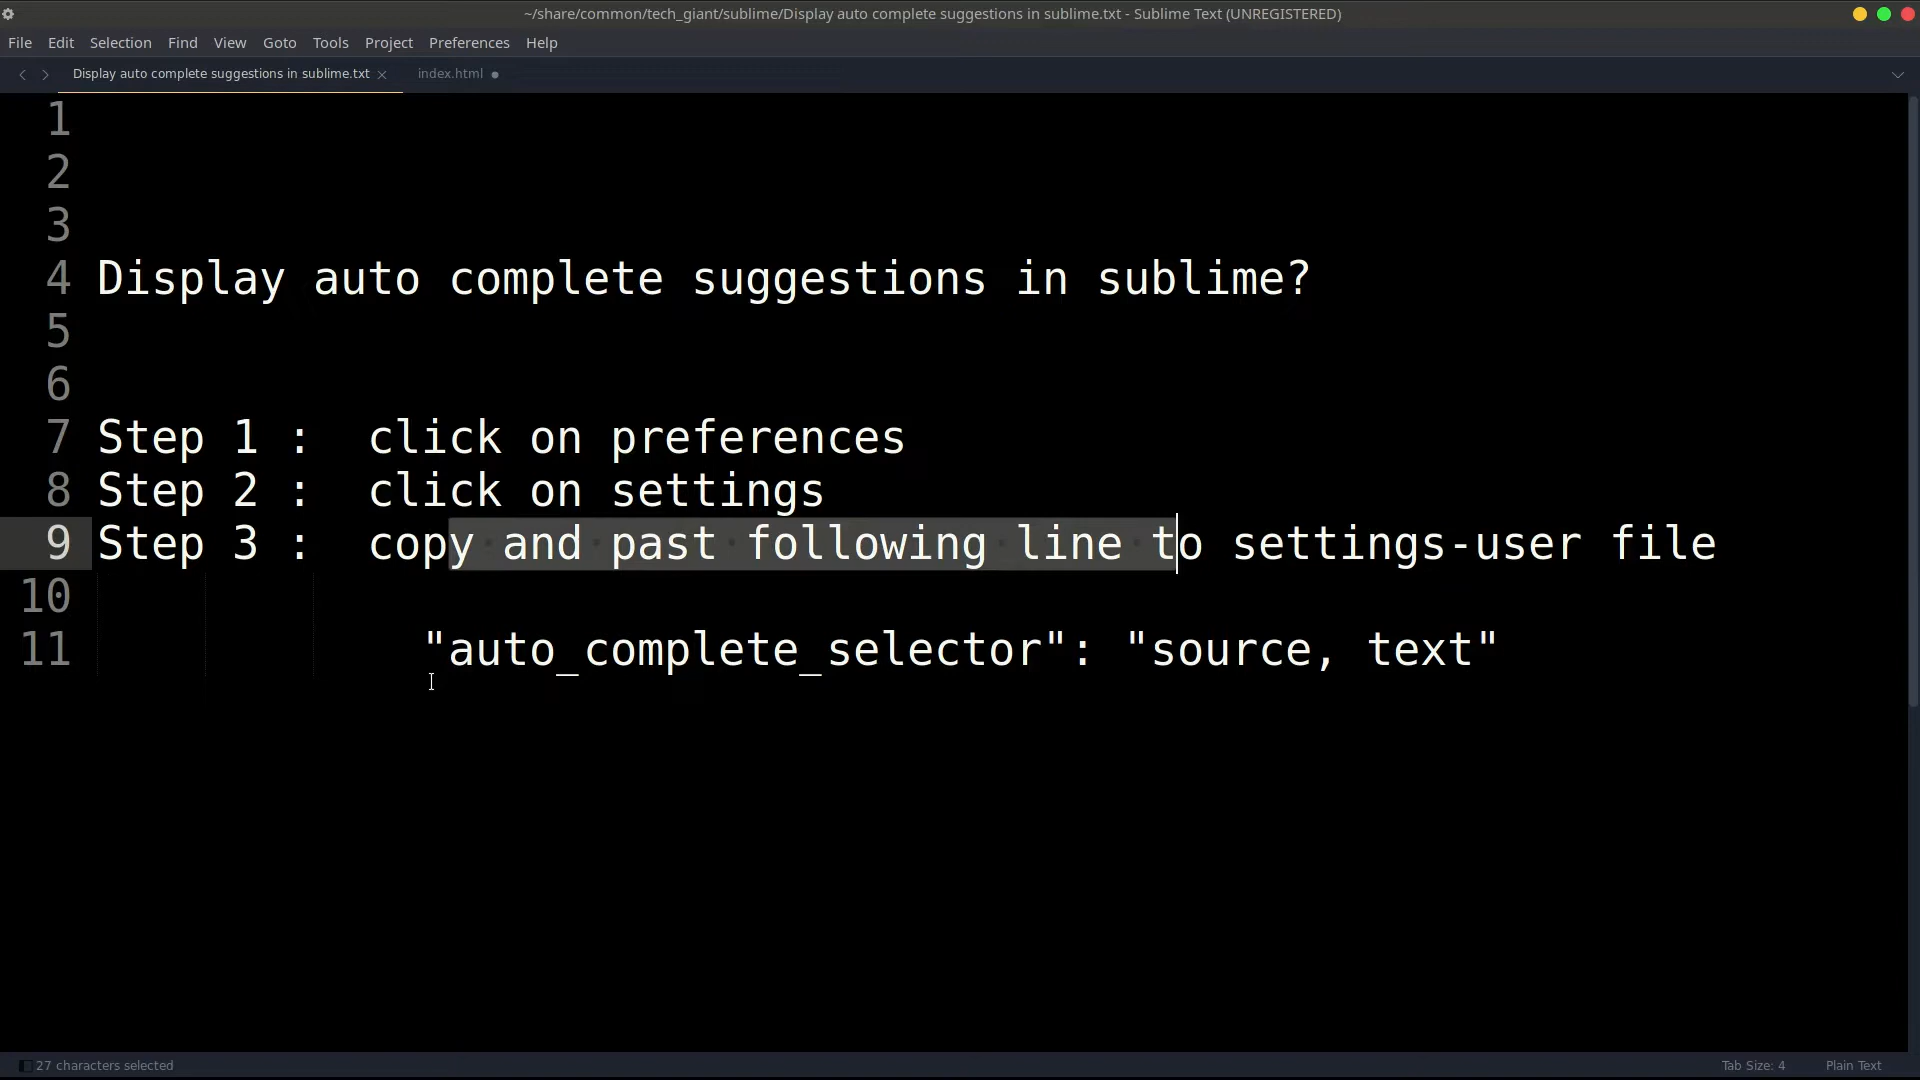 ~/share/common/tech_giant/sublime/Display auto complete suggestions in sublime.txt - Sublime Text (UNREGISTERED)
File Edit Selection Find View Goto Tools Project Preferences Help
Display auto complete suggestions in sublime.txt index.html
1
2
3
4 Display auto complete suggestions in sublime?
5
6
7 Step 1 : click on preferences
8 Step 2 : click on settings
9 Step 3 : copy and past following line to settings-user file
10
11 "auto_complete_selector": "source, text"
27 characters selected Tab Size: 4 Plain Text